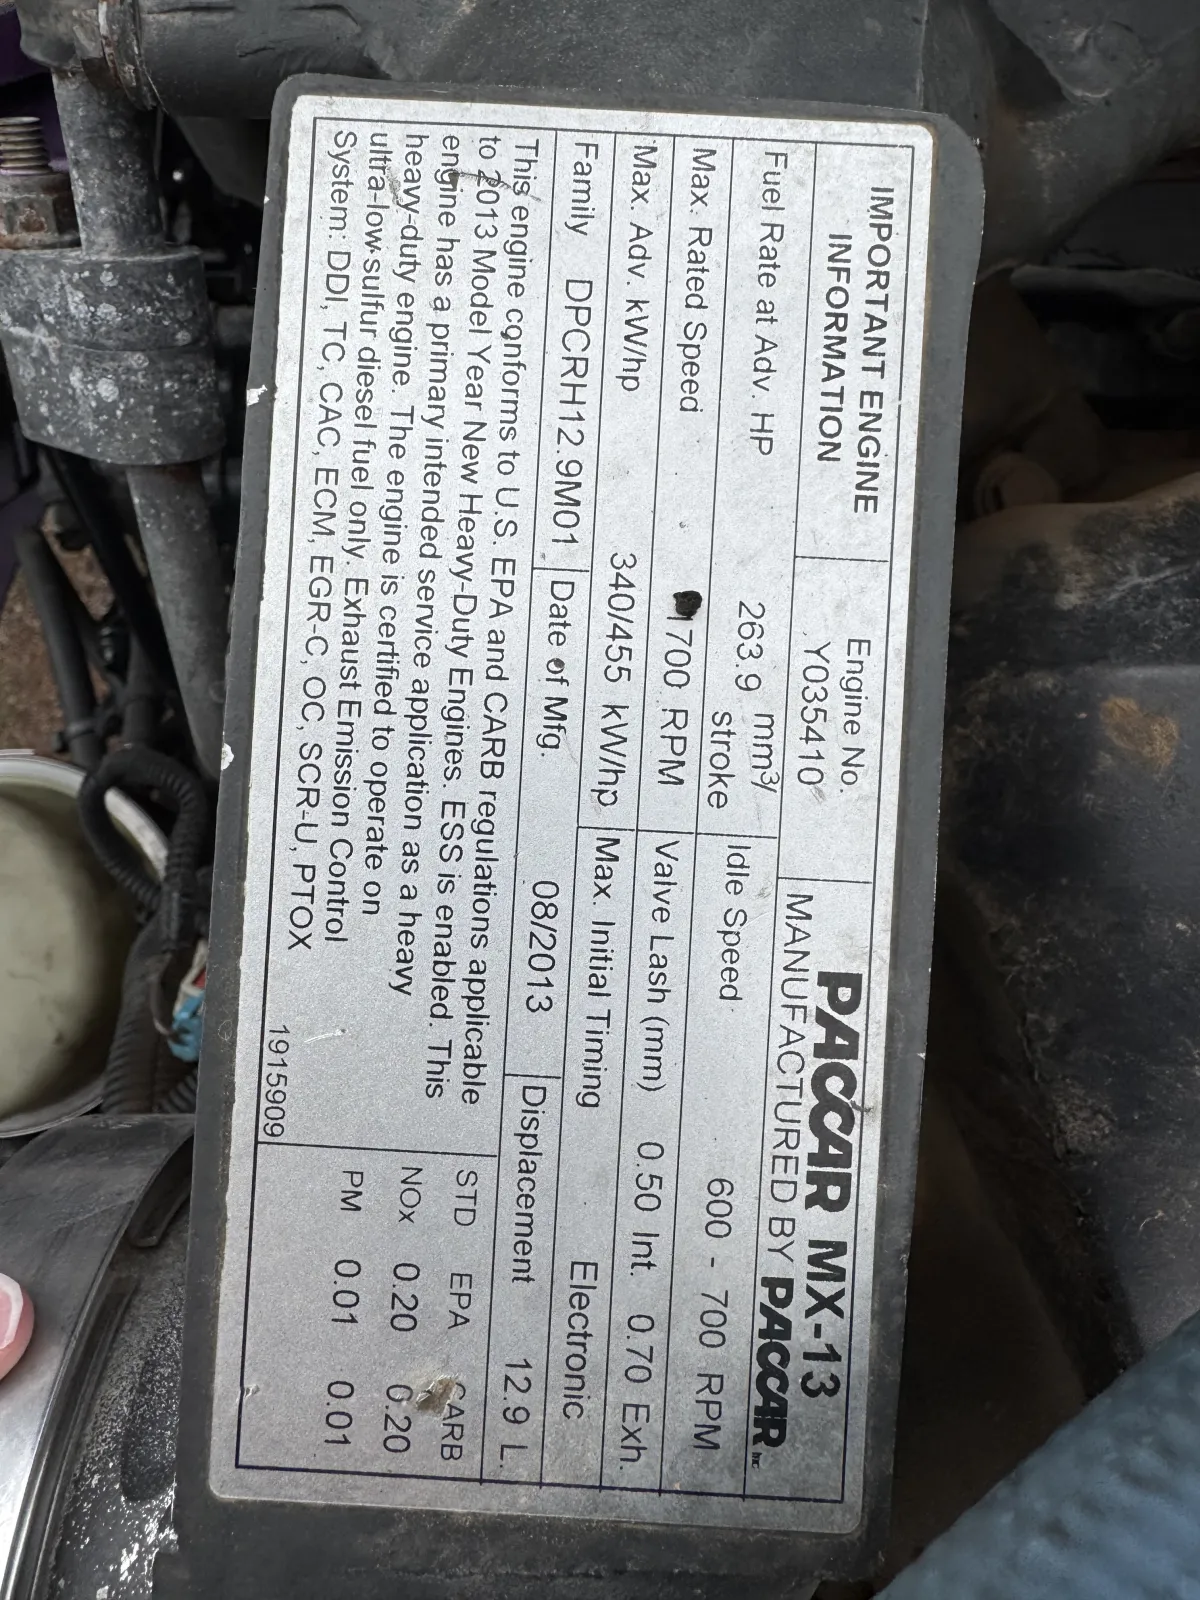 IMPORTANT ENGINE
INFORMATION
Engine No.
Y035410
PACCAR MX-13
MANUFACTURED BY PACCAR Inc
Fuel Rate at Adv. HP 263.9 mm³/
stroke
Idle Speed 600 - 700 RPM
Max. Rated Speed 1700 RPM
Valve Lash (mm) 0.50 Int. 0.70 Exh.
Max. Adv. kW/hp 340/455 kW/hp
Max. Initial Timing Electronic
Family DPCRH12.9M01
Date of Mfg. 08/2013
Displacement 12.9 L.
This engine conforms to U.S. EPA and CARB regulations applicable
to 2013 Model Year New Heavy-Duty Engines. ESS is enabled. This
engine has a primary intended service application as a heavy
heavy-duty engine. The engine is certified to operate on
ultra-low-sulfur diesel fuel only. Exhaust Emission Control
System: DDI, TC, CAC, ECM, EGR-C, OC, SCR-U, PTOX
1915909
STD EPA CARB
NOx 0.20 0.20
PM 0.01 0.01